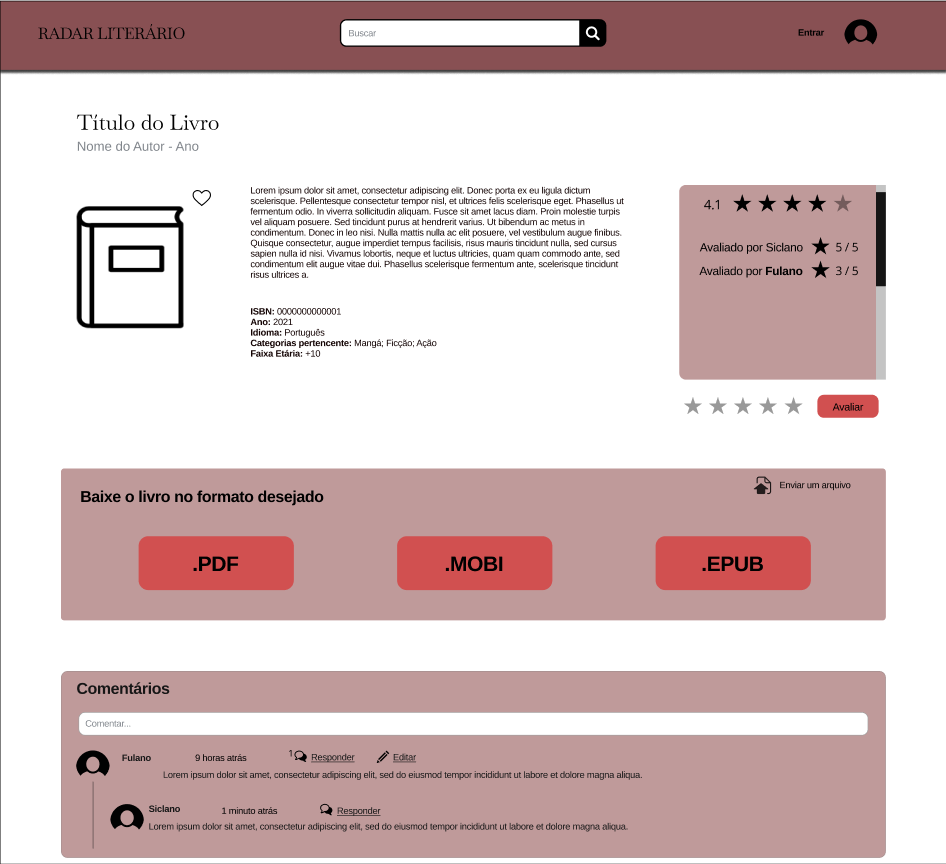 RADAR LITERÁRIO
Buscar
Entrar
Título do Livro
Nome do Autor - Ano
Lorem ipsum dolor sit amet, consectetur adipiscing elit. Donec porta ex eu ligula dictum
scelerisque. Pellentesque consectetur tempor nisl, et ultrices felis scelerisque eget. Phasellus ut
fermentum odio. In viverra sollicitudin aliquam. Fusce sit amet lacus diam. Proin molestie turpis
vel aliquam posuere. Sed tincidunt purus at hendrerit varius. Ut bibendum ac metus in
condimentum. Donec in leo nisi. Nulla mattis nulla ac elit posuere, vel vestibulum augue finibus.
Quisque consectetur, augue imperdiet tempus facilisis, risus mauris tincidunt nulla, sed cursus
sapien nulla id nisi. Vivamus lobortis, neque et luctus ultricies, quam quam commodo ante, sed
condimentum elit augue vitae dui. Phasellus scelerisque fermentum ante, scelerisque tincidunt
risus ultrices a.
ISBN: 0000000000001
Ano: 2021
Idioma: Português
Categorias pertencente: Mangá; Ficção; Ação
Faixa Etária: +10
4.1
Avaliado por Siclano 5 / 5
Avaliado por Fulano 3 / 5
Avaliar
Enviar um arquivo
Baixe o livro no formato desejado
.PDF
.MOBI
.EPUB
Comentários
Comentar...
Fulano 9 horas atrás 1 Responder Editar
Lorem ipsum dolor sit amet, consectetur adipiscing elit, sed do eiusmod tempor incididunt ut labore et dolore magna aliqua.
Siclano 1 minuto atrás Responder
Lorem ipsum dolor sit amet, consectetur adipiscing elit, sed do eiusmod tempor incididunt ut labore et dolore magna aliqua.